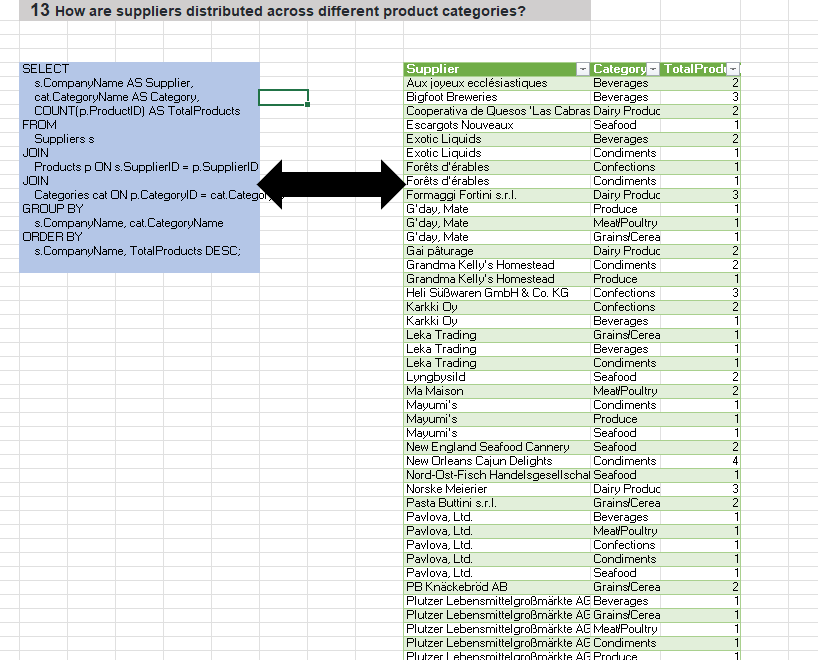 13 How are suppliers distributed across different product categories?
SELECT
s.CompanyName AS Supplier,
cat.CategoryName AS Category,
COUNT(p.ProductID) AS TotalProducts
FROM
Suppliers s
JOIN
Products p ON s.SupplierID = p.SupplierID
JOIN
Categories cat ON p.CategoryID = cat.Categor
GROUP BY
s.CompanyName, cat.CategoryName
ORDER BY
s.CompanyName, TotalProducts DESC;
Supplier Category TotalProdu
Aux joyeux ecclésiastiques Beverages 2
Bigfoot Breweries Beverages 3
Cooperativa de Quesos 'Las Cabras Dairy Produc 2
Escargots Nouveaux Seafood 1
Exotic Liquids Beverages 2
Exotic Liquids Condiments 1
Forêts d'érables Confections 1
Forêts d'érables Condiments 1
Formaggi Fortini s.r.l. Dairy Produc 3
G'day, Mate Produce 1
G'day, Mate Meat/Poultry 1
G'day, Mate Grains/Cerea 1
Gai pâturage Dairy Produc 2
Grandma Kelly's Homestead Condiments 2
Grandma Kelly's Homestead Produce 1
Heli Süßwaren GmbH & Co. KG Confections 3
Karkki Oy Confections 2
Karkki Oy Beverages 1
Leka Trading Grains/Cerea 1
Leka Trading Beverages 1
Leka Trading Condiments 1
Lyngbysild Seafood 2
Ma Maison Meat/Poultry 2
Mayumi's Condiments 1
Mayumi's Produce 1
Mayumi's Seafood 1
New England Seafood Cannery Seafood 2
New Orleans Cajun Delights Condiments 4
Nord-Ost-Fisch Handelsgesellschaf Seafood 1
Norske Meierier Dairy Produc 3
Pasta Buttini s.r.l. Grains/Cerea 2
Pavlova, Ltd. Beverages 1
Pavlova, Ltd. Meat/Poultry 1
Pavlova, Ltd. Confections 1
Pavlova, Ltd. Condiments 1
Pavlova, Ltd. Seafood 1
PB Knäckebröd AB Grains/Cerea 2
Plutzer Lebensmittelgroßmärkte AG Beverages 1
Plutzer Lebensmittelgroßmärkte AG Grains/Cerea 1
Plutzer Lebensmittelgroßmärkte AG Meat/Poultry 1
Plutzer Lebensmittelgroßmärkte AG Condiments 1
Plutzer Lebensmittelgroßmärkte AG Produce 1